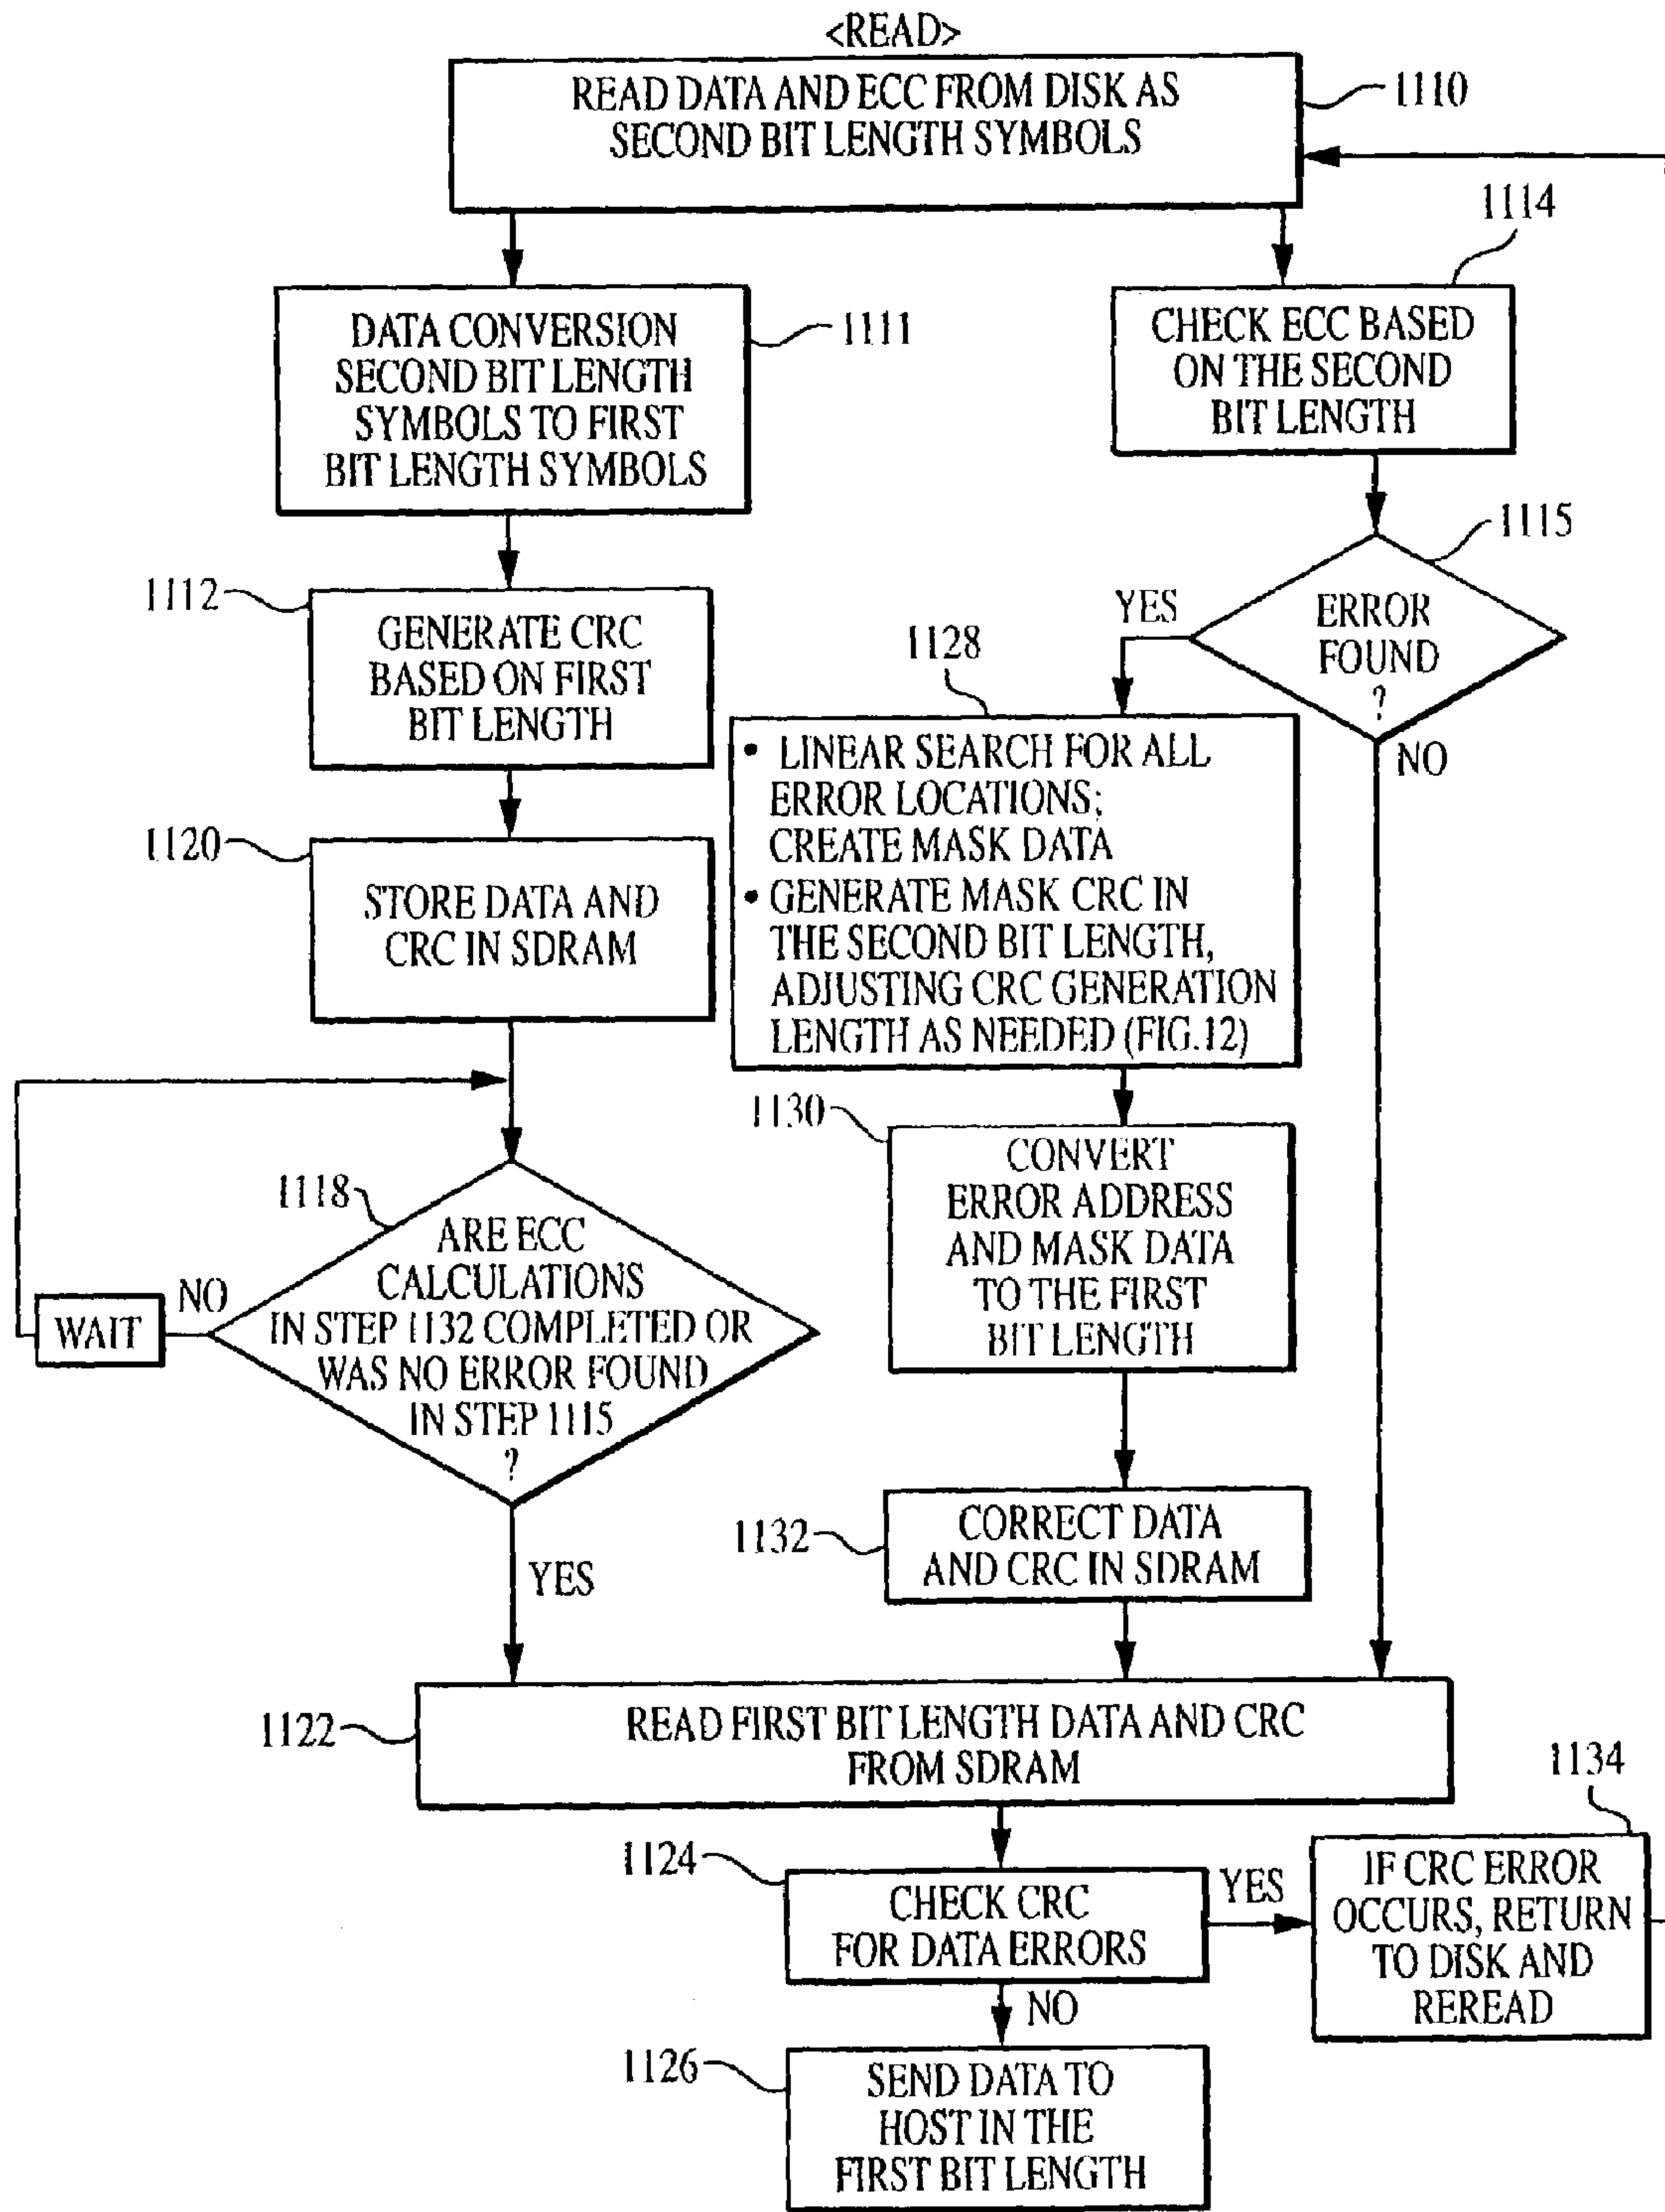 <READ>
READ DATA AND ECC FROM DISK AS
SECOND BIT LENGTH SYMBOLS
1110
1114
DATA CONVERSION
SECOND BIT LENGTH
SYMBOLS TO FIRST
BIT LENGTH SYMBOLS
1111
CHECK ECC BASED
ON THE SECOND
BIT LENGTH
1115
1112
GENERATE CRC
BASED ON FIRST
BIT LENGTH
YES
ERROR
FOUND
?
NO
1128
• LINEAR SEARCH FOR ALL
ERROR LOCATIONS;
CREATE MASK DATA
• GENERATE MASK CRC IN
THE SECOND BIT LENGTH,
ADJUSTING CRC GENERATION
LENGTH AS NEEDED (FIG.12)
1120
STORE DATA AND
CRC IN SDRAM
1130
CONVERT
ERROR ADDRESS
AND MASK DATA
TO THE FIRST
BIT LENGTH
1118
ARE ECC
CALCULATIONS
IN STEP 1132 COMPLETED OR
WAS NO ERROR FOUND
IN STEP 1115
?
NO
WAIT
YES
1132
CORRECT DATA
AND CRC IN SDRAM
1122
READ FIRST BIT LENGTH DATA AND CRC
FROM SDRAM
1134
1124
CHECK CRC
FOR DATA ERRORS
YES
IF CRC ERROR
OCCURS, RETURN
TO DISK AND
REREAD
NO
1126
SEND DATA TO
HOST IN THE
FIRST BIT LENGTH